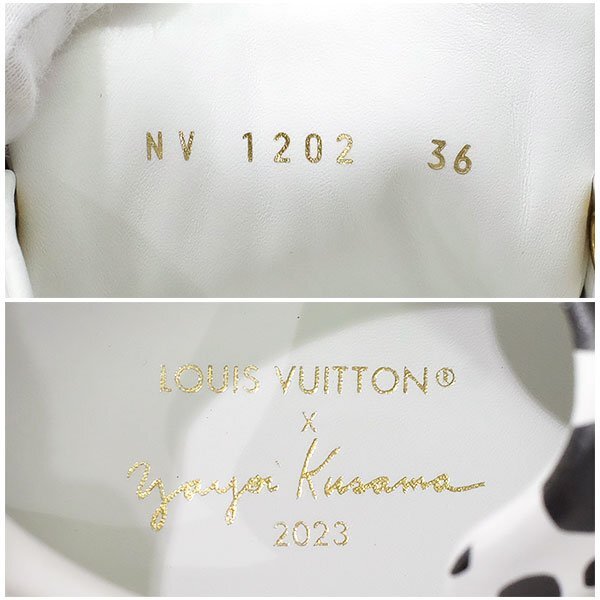 NV 1202 36
LOUIS VUITTON®
X
Yayoi Kusama
2023